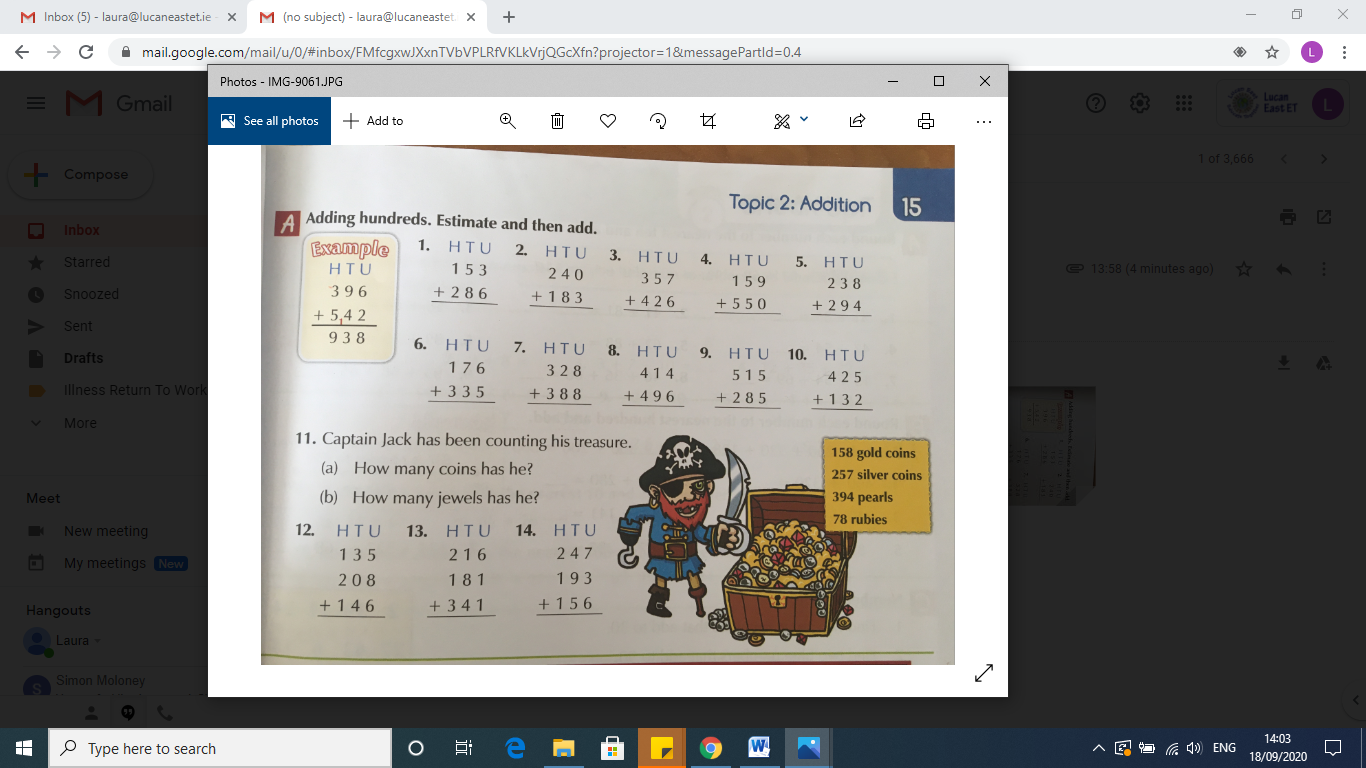 Inbox (5) - laura@lucaneastet.ie -
(no subject) - laura@lucaneastet.
mail.google.com/mail/u/0/#inbox/FMfcgxwJXxnTVbVPLRfVKLkVrjQGcXfn?projector=1&messagePartId=0.4
L
Photos - IMG-9061.JPG
See all photos
Add to
Gmail
Lucan
East ET
L
Compose
1 of 3,666
Inbox
Starred
Snoozed
Sent
Drafts
Illness Return To Work
More
13:58 (4 minutes ago)
Meet
New meeting
My meetings New
Hangouts
Laura
S Simon Moloney
Topic 2: Addition 15
A Adding hundreds. Estimate and then add.
Example
H T U
3 9 6
+ 5 1 4 2
9 3 8
1. H T U
1 5 3
+ 2 8 6
2. H T U
2 4 0
+ 1 8 3
3. H T U
3 5 7
+ 4 2 6
4. H T U
1 5 9
+ 5 5 0
5. H T U
2 3 8
+ 2 9 4
6. H T U
1 7 6
+ 3 3 5
7. H T U
3 2 8
+ 3 8 8
8. H T U
4 1 4
+ 4 9 6
9. H T U
5 1 5
+ 2 8 5
10. H T U
4 2 5
+ 1 3 2
11. Captain Jack has been counting his treasure.
(a) How many coins has he?
(b) How many jewels has he?
158 gold coins
257 silver coins
394 pearls
78 rubies
12. H T U
1 3 5
2 0 8
+ 1 4 6
13. H T U
2 1 6
1 8 1
+ 3 4 1
14. H T U
2 4 7
1 9 3
+ 1 5 6
Type here to search
ENG
14:03
18/09/2020